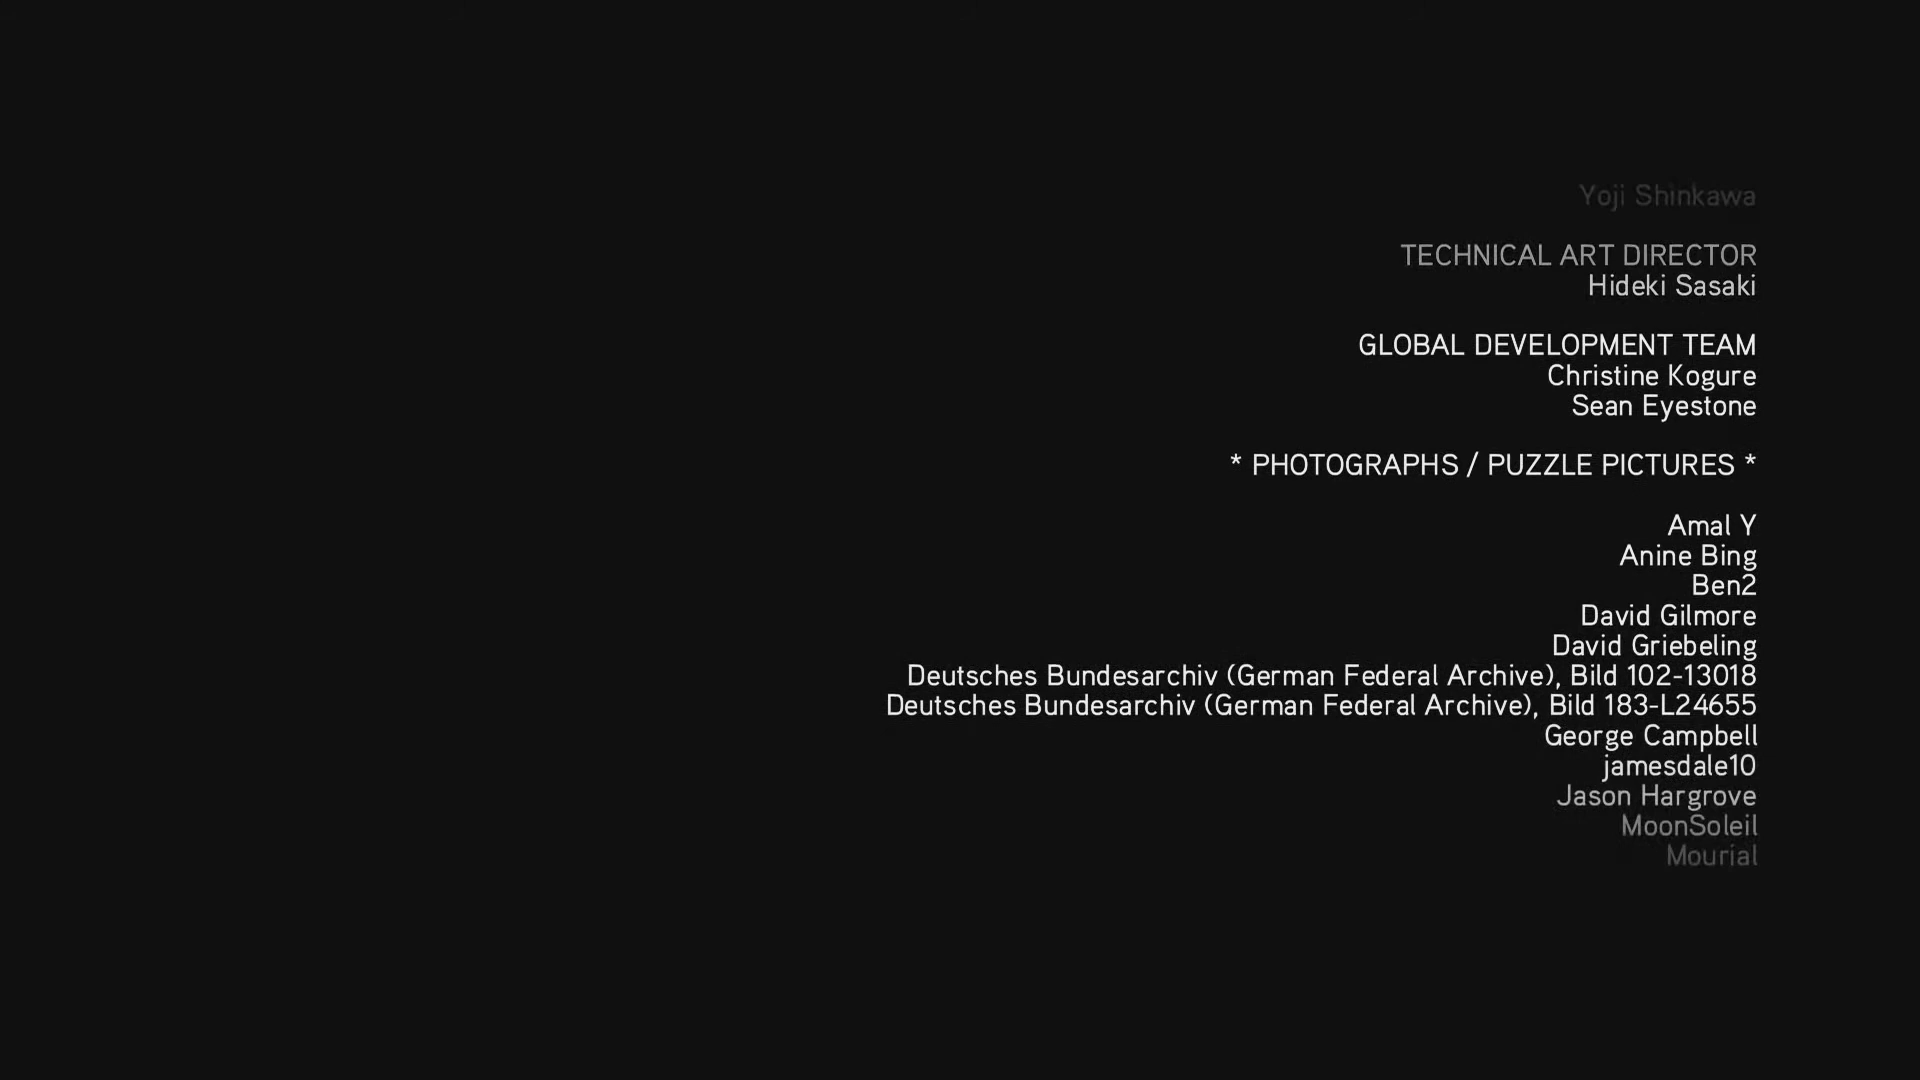 Yoji Shinkawa
TECHNICAL ART DIRECTOR
Hideki Sasaki
GLOBAL DEVELOPMENT TEAM
Christine Kogure
Sean Eyestone
* PHOTOGRAPHS / PUZZLE PICTURES *
Amal Y
Anine Bing
Ben2
David Gilmore
David Griebeling
Deutsches Bundesarchiv (German Federal Archive), Bild 102-13018
Deutsches Bundesarchiv (German Federal Archive), Bild 183-L24655
George Campbell
jamesdale10
Jason Hargrove
MoonSoleil
Mourial